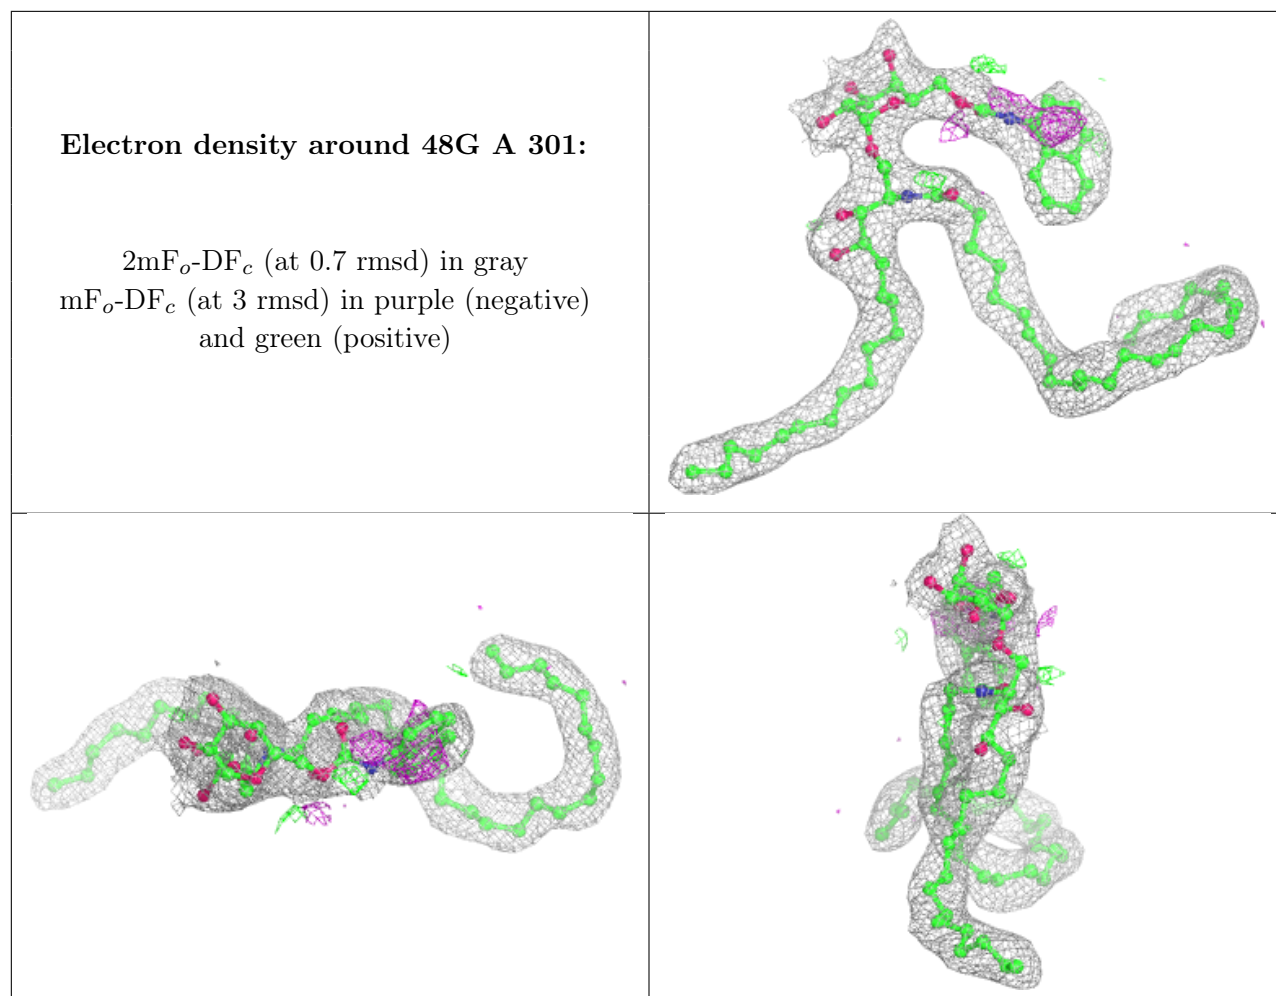 Electron density around 48G A 301:
2mFo-DFc (at 0.7 rmsd) in gray
mFo-DFc (at 3 rmsd) in purple (negative)
and green (positive)